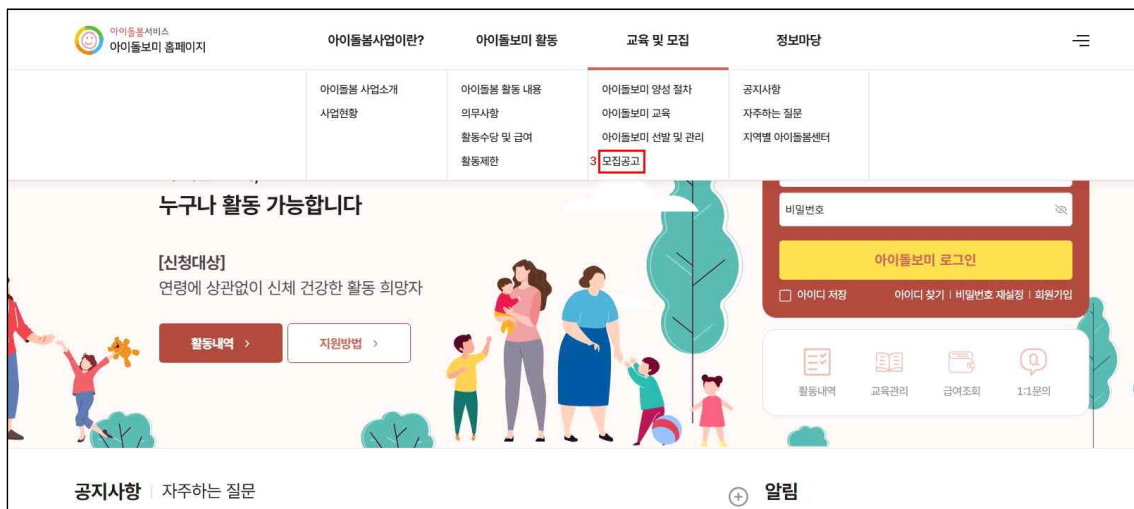 아이돌봄서비스
아이돌보미 홈페이지
아이돌봄사업이란?
아이돌보미 활동
교육 및 모집
정보마당
아이돌봄 사업소개
사업현황
아이돌봄 활동 내용
의무사항
활동수당 및 급여
활동제한
아이돌보미 양성 절차
아이돌보미 교육
아이돌보미 선발 및 관리
3 모집공고
공지사항
자주하는 질문
지역별 아이돌봄센터
누구나 활동 가능합니다
[신청대상]
연령에 상관없이 신체 건강한 활동 희망자
활동내역 >
지원방법 >
비밀번호
아이돌보미 로그인
아이디 저장
아이디 찾기 | 비밀번호 재설정 | 회원가입
활동내역
교육관리
급여조회
1:1문의
공지사항 | 자주하는 질문
알림